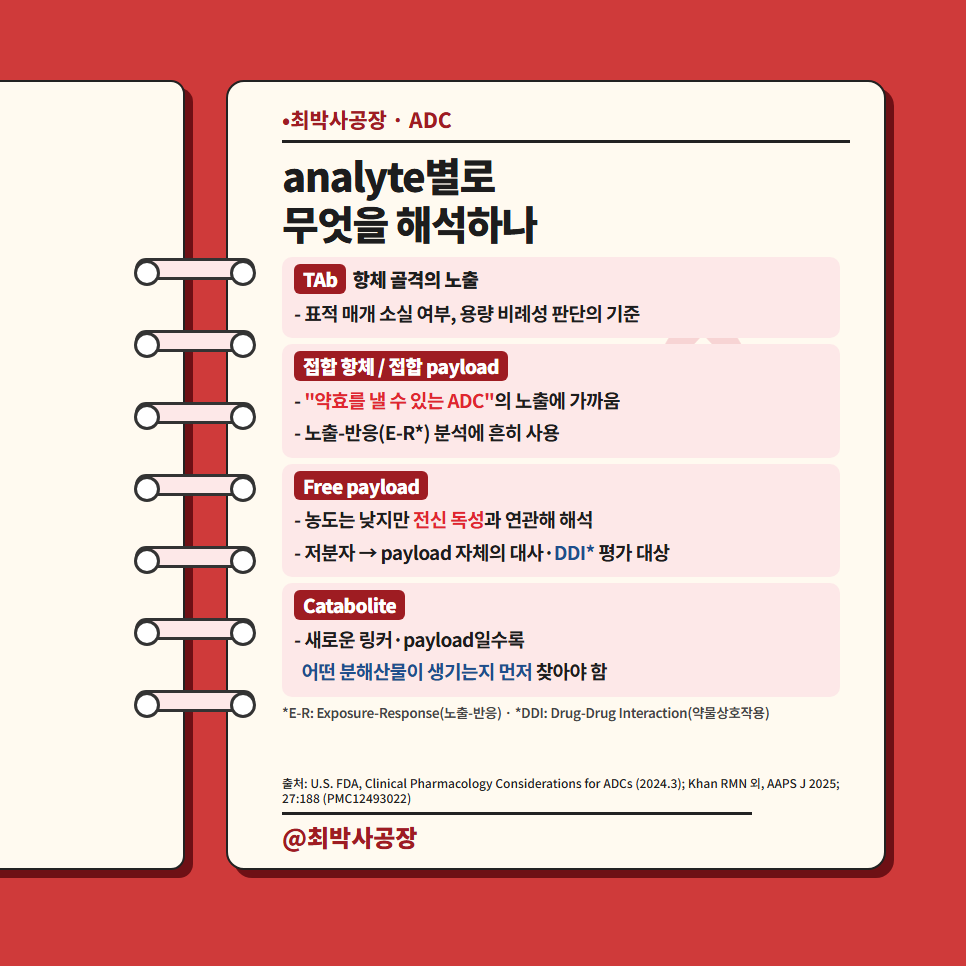 •최박사공장 · ADC
analyte별로
무엇을 해석하나
TAb 항체 골격의 노출
- 표적 매개 소실 여부, 용량 비례성 판단의 기준
접합 항체 / 접합 payload
- "약효를 낼 수 있는 ADC"의 노출에 가까움
- 노출-반응(E-R*) 분석에 흔히 사용
Free payload
- 농도는 낮지만 전신 독성과 연관해 해석
- 저분자 → payload 자체의 대사·DDI* 평가 대상
Catabolite
- 새로운 링커·payload일수록
어떤 분해산물이 생기는지 먼저 찾아야 함
*E-R: Exposure-Response(노출-반응) · *DDI: Drug-Drug Interaction(약물상호작용)
출처: U.S. FDA, Clinical Pharmacology Considerations for ADCs (2024.3); Khan RMN 외, AAPS J 2025;
27:188 (PMC12493022)
@최박사공장